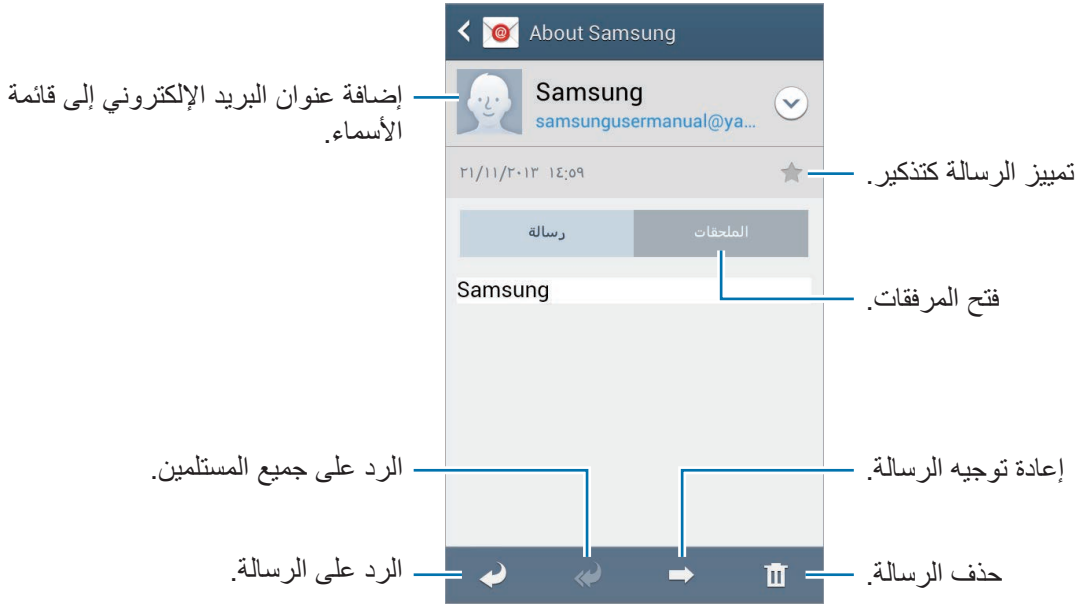 About Samsung
Samsung
samsungusermanual@ya...
إضافة عنوان البريد الإلكتروني إلى قائمة
الأسماء.
٢١/١١/٢٠١٣ ١٤:٥٩
تمييز الرسالة كتذكير.
الملحقات
رسالة
Samsung
فتح المرفقات.
إعادة توجيه الرسالة.
الرد على جميع المستلمين.
حذف الرسالة.
الرد على الرسالة.